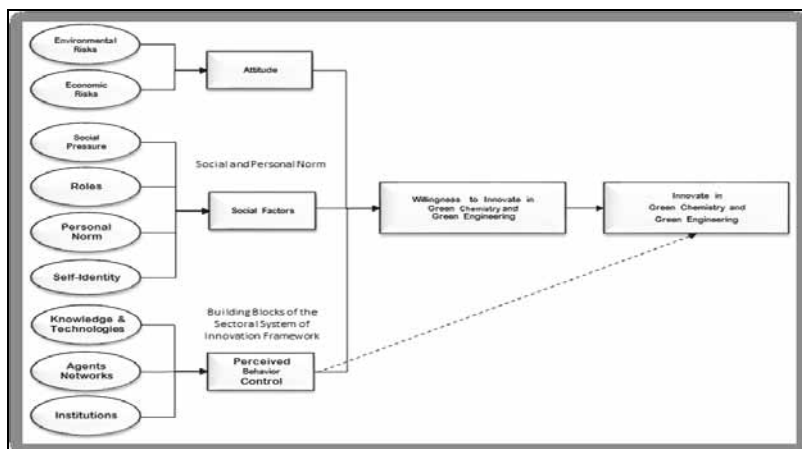 Environmental
Risks
Economic
Risks
Attitude
Social
Pressure
Roles
Personal
Norm
Self-Identity
Social and Personal Norm
Social Factors
Willingness to Innovate in
Green Chemistry and
Green Engineering
Innovate in
Green Chemistry and
Green Engineering
Knowledge &
Technologies
Agents
Networks
Institutions
Building Blocks of the
Sectoral System of
Innovation Framework
Perceived
Behavior
Control